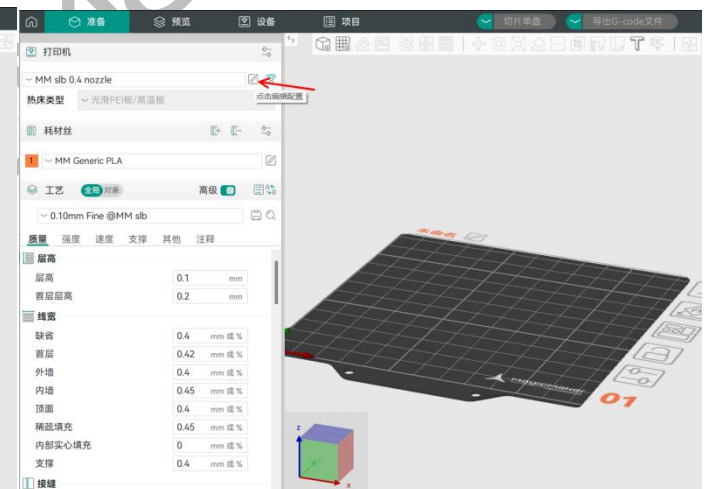 准备 预览 设备 项目 切片单盘 导出G-code文件
打印机
MM slb 0.4 nozzle
点击编辑配置
热床类型 光滑PEI板/高温板
耗材丝
1 MM Generic PLA
工艺 全局 对象 高级
0.10mm Fine @MM slb
质量 强度 速度 支撑 其他 注释
层高
层高 0.1 mm
首层层高 0.2 mm
线宽
缺省 0.4 mm 或 %
首层 0.42 mm 或 %
外墙 0.4 mm 或 %
内墙 0.45 mm 或 %
顶面 0.4 mm 或 %
稀疏填充 0.45 mm 或 %
内部实心填充 0 mm 或 %
支撑 0.4 mm 或 %
接缝
未命名
MagicMaker
01
z
x